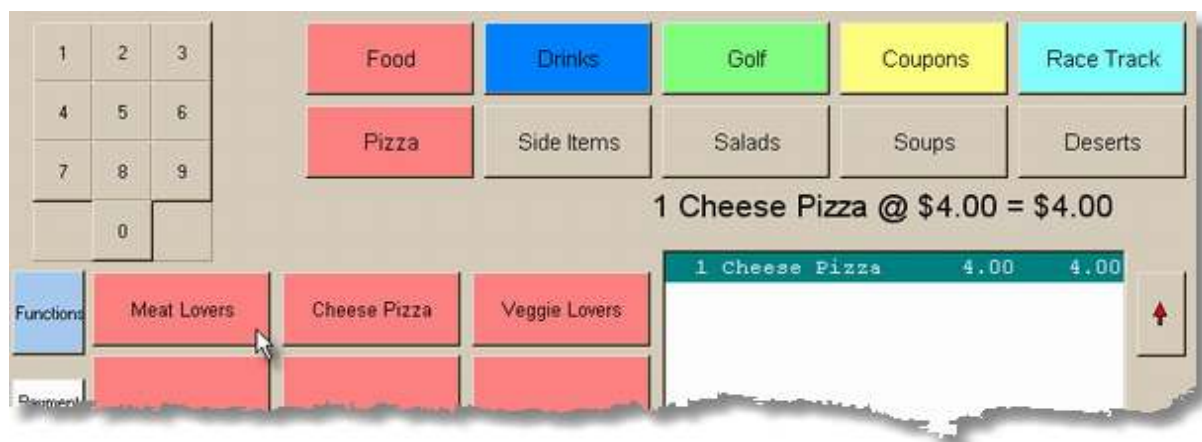 1 2 3
Food Drinks Golf Coupons Race Track
4 5 6
Pizza Side Items Salads Soups Deserts
7 8 9
0
1 Cheese Pizza @ $4.00 = $4.00
1 Cheese Pizza 4.00 4.00
Functions Meat Lovers Cheese Pizza Veggie Lovers
Payment